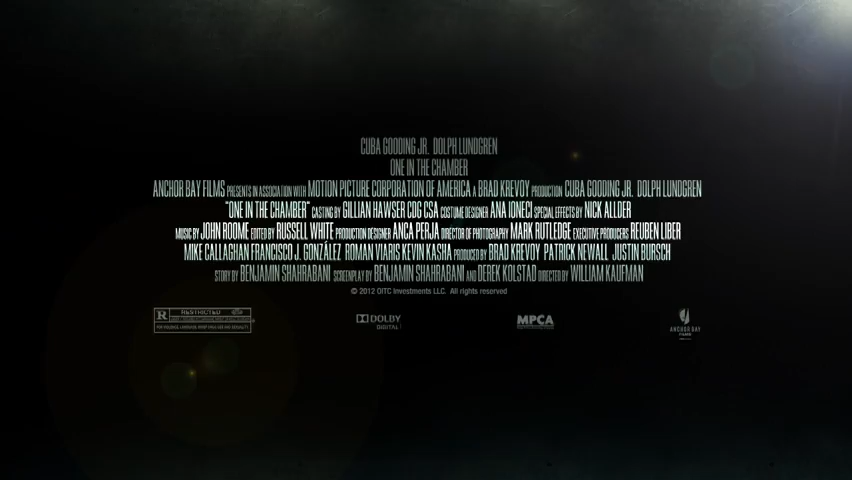 CUBA GOODING JR. DOLPH LUNDGREN
ONE IN THE CHAMBER
ANCHOR BAY FILMS PRESENTS IN ASSOCIATION WITH MOTION PICTURE CORPORATION OF AMERICA A BRAD KREVOY PRODUCTION CUBA GOODING JR. DOLPH LUNDGREN
"ONE IN THE CHAMBER" CASTING BY GILLIAN HAWSER CDG CSA COSTUME DESIGNER ANA IONECI SPECIAL EFFECTS BY NICK ALLDER
MUSIC BY JOHN ROOME EDITED BY RUSSELL WHITE PRODUCTION DESIGNER ANCA PERJA DIRECTOR OF PHOTOGRAPHY MARK RUTLEDGE EXECUTIVE PRODUCERS REUBEN LIBER
MIKE CALLAGHAN FRANCISCO J. GONZÁLEZ ROMAN VIARIS KEVIN KASHA PRODUCED BY BRAD KREVOY PATRICK NEWALL JUSTIN BURSCH
STORY BY BENJAMIN SHAHRABANI SCREENPLAY BY BENJAMIN SHAHRABANI AND DEREK KOLSTAD DIRECTED BY WILLIAM KAUFMAN
© 2012 OITC Investments LLC. All rights reserved
R RESTRICTED
DOLBY
DIGITAL
MPCA
ANCHOR BAY
FILMS